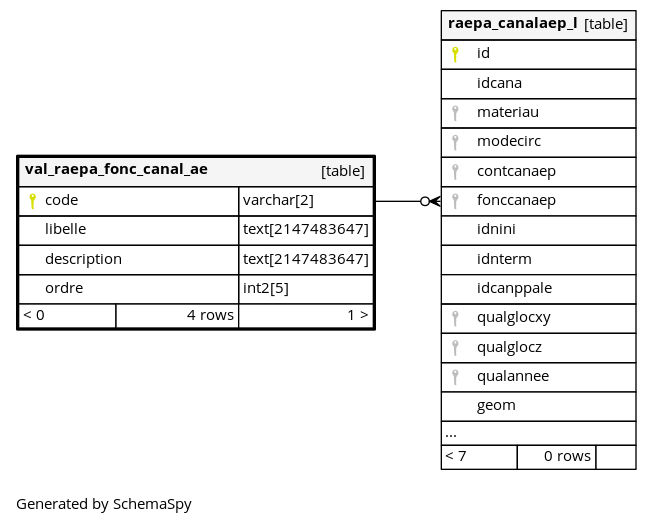 val_raepa_fonc_canal_ae [table]
code varchar[2]
libelle text[2147483647]
description text[2147483647]
ordre int2[5]
< 0 4 rows 1 >
raepa_canalaep_l [table]
id
idcana
materiau
modecirc
contcanaep
fonccanaep
idnini
idnterm
idcanppale
qualglocxy
qualglocz
qualannee
geom
...
< 7 0 rows
Generated by SchemaSpy